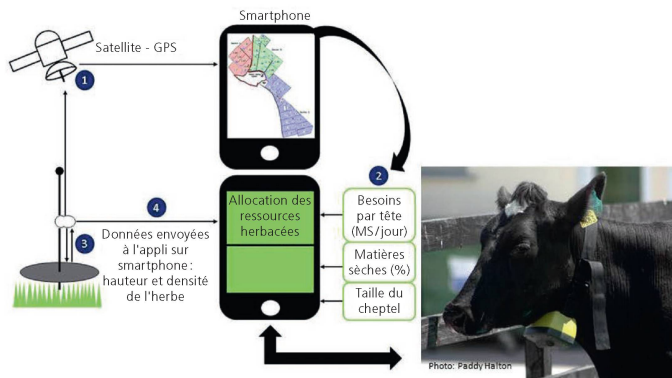 Smartphone
Satellite - GPS
1
2
Allocation des
ressources
herbacées
Besoins
par tête
(MS/jour)
4
Données envoyées
à l'appli sur
smartphone:
hauteur et densité
de l'herbe
3
Matières
sèches (%)
Taille du
cheptel
Photo: Paddy Halton